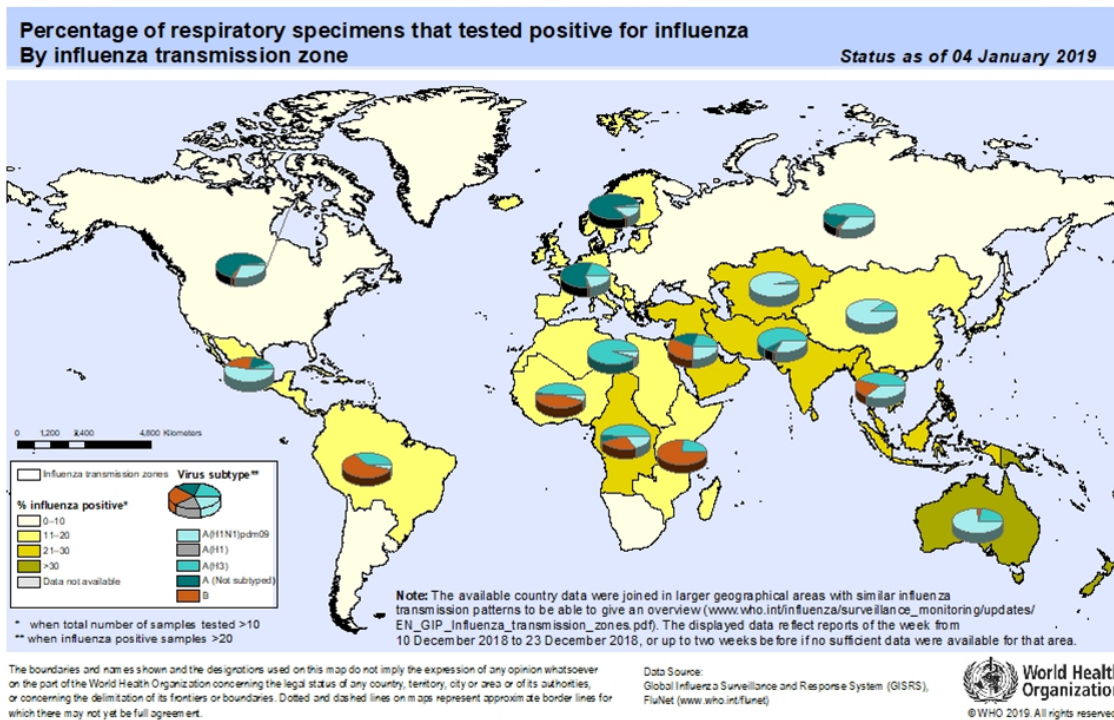 Percentage of respiratory specimens that tested positive for influenza
By influenza transmission zone
Status as of 04 January 2019
0 1,200 2,400 4,800 Kilometers
Influenza transmission zones
% influenza positive*
0–10
11–20
21–30
>30
Data not available
Virus subtype**
A(H1N1)pdm09
A(H1)
A(H3)
A (Not subtyped)
B
* when total number of samples tested >10
** when influenza positive samples >20
Note: The available country data were joined in larger geographical areas with similar influenza
transmission patterns to be able to give an overview (www.who.int/influenza/surveillance_monitoring/updates/
EN_GIP_Influenza_transmission_zones.pdf). The displayed data reflect reports of the week from
10 December 2018 to 23 December 2018, or up to two weeks before if no sufficient data were available for that area.
The boundaries and names shown and the designations used on this map do not imply the expression of any opinion whatsoever
on the part of the World Health Organization concerning the legal status of any country, territory, city or area or of its authorities,
or concerning the delimitation of its frontiers or boundaries. Dotted and dashed lines on maps represent approximate border lines for
which there may not yet be full agreement.
Data Source:
Global Influenza Surveillance and Response System (GISRS),
FluNet (www.who.int/flunet)
World Health
Organization
© WHO 2019. All rights reserved